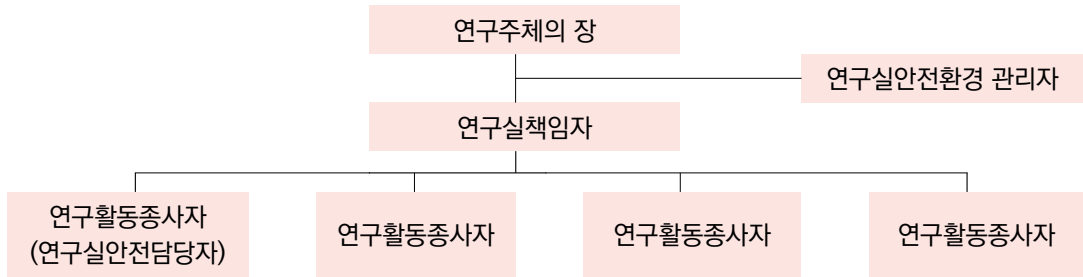 연구주체의 장
연구실안전환경 관리자
연구실책임자
연구활동종사자
(연구실안전담당자)
연구활동종사자
연구활동종사자
연구활동종사자